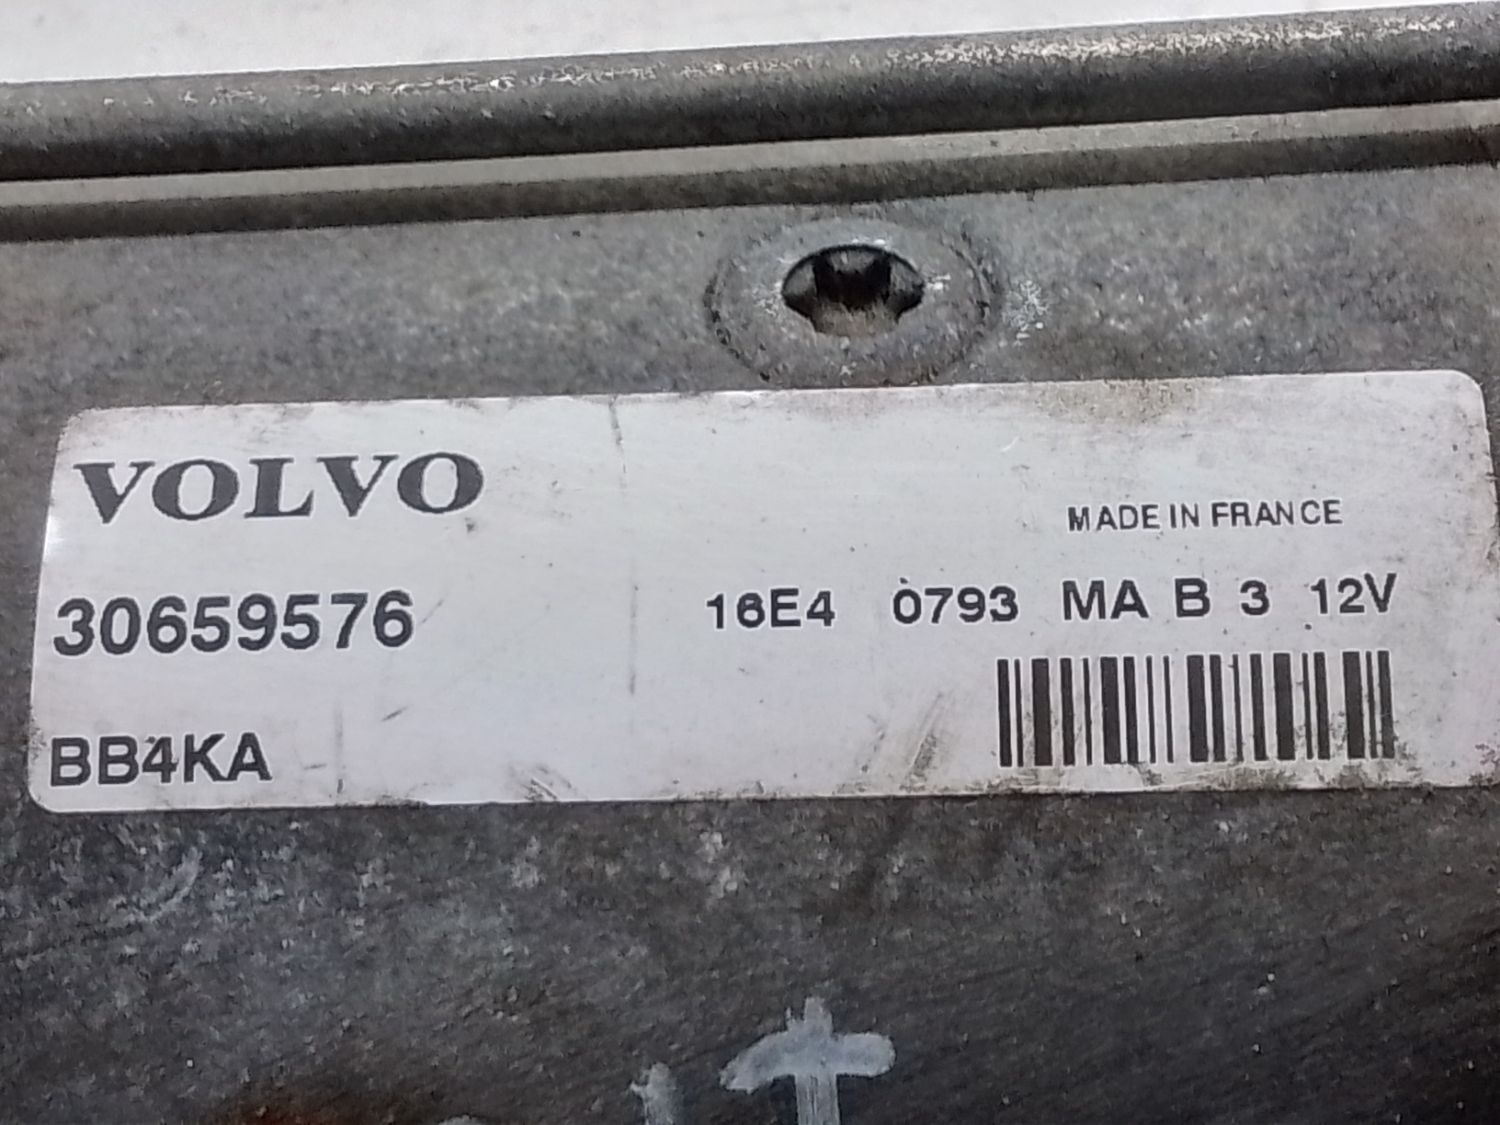 VOLVO
MADE IN FRANCE
30659576
16E4 0793 MA B 3 12V
BB4KA